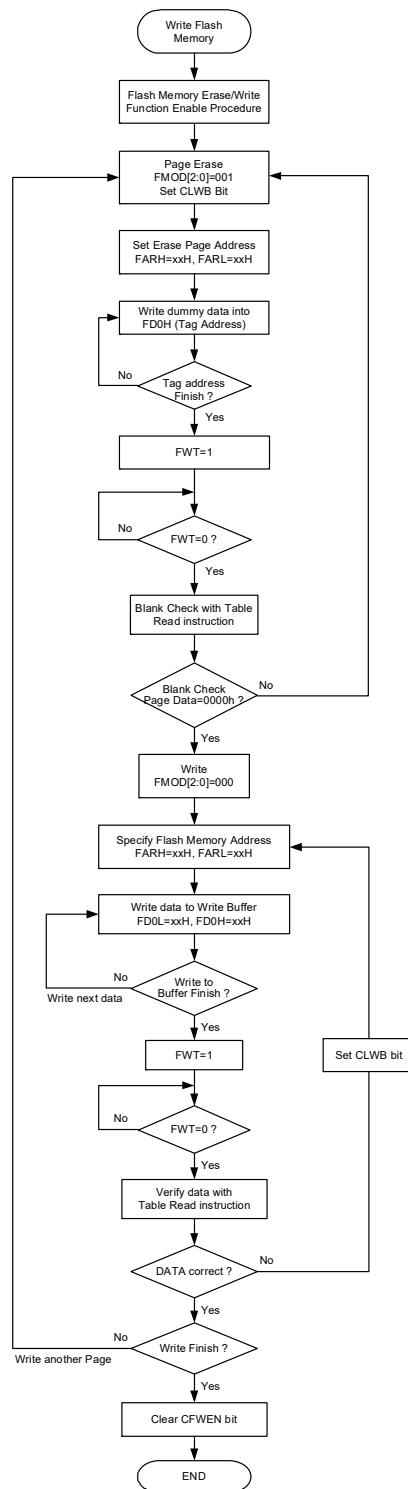 Write Flash
Memory
Flash Memory Erase/Write
Function Enable Procedure
Page Erase
FMOD[2:0]=001
Set CLWB Bit
Set Erase Page Address
FARH=xxH, FARL=xxH
Write dummy data into
FD0H (Tag Address)
No
Tag address
Finish ?
Yes
FWT=1
No
FWT=0 ?
Yes
Blank Check with Table
Read instruction
No
Blank Check
Page Data=0000h ?
Yes
Write
FMOD[2:0]=000
Specify Flash Memory Address
FARH=xxH, FARL=xxH
Write data to Write Buffer
FD0L=xxH, FD0H=xxH
No
Write next data
Write to
Buffer Finish ?
Yes
FWT=1
Set CLWB bit
No
FWT=0 ?
Yes
Verify data with
Table Read instruction
No
DATA correct ?
Yes
No
Write Finish ?
Write another Page
Yes
Clear CFWEN bit
END